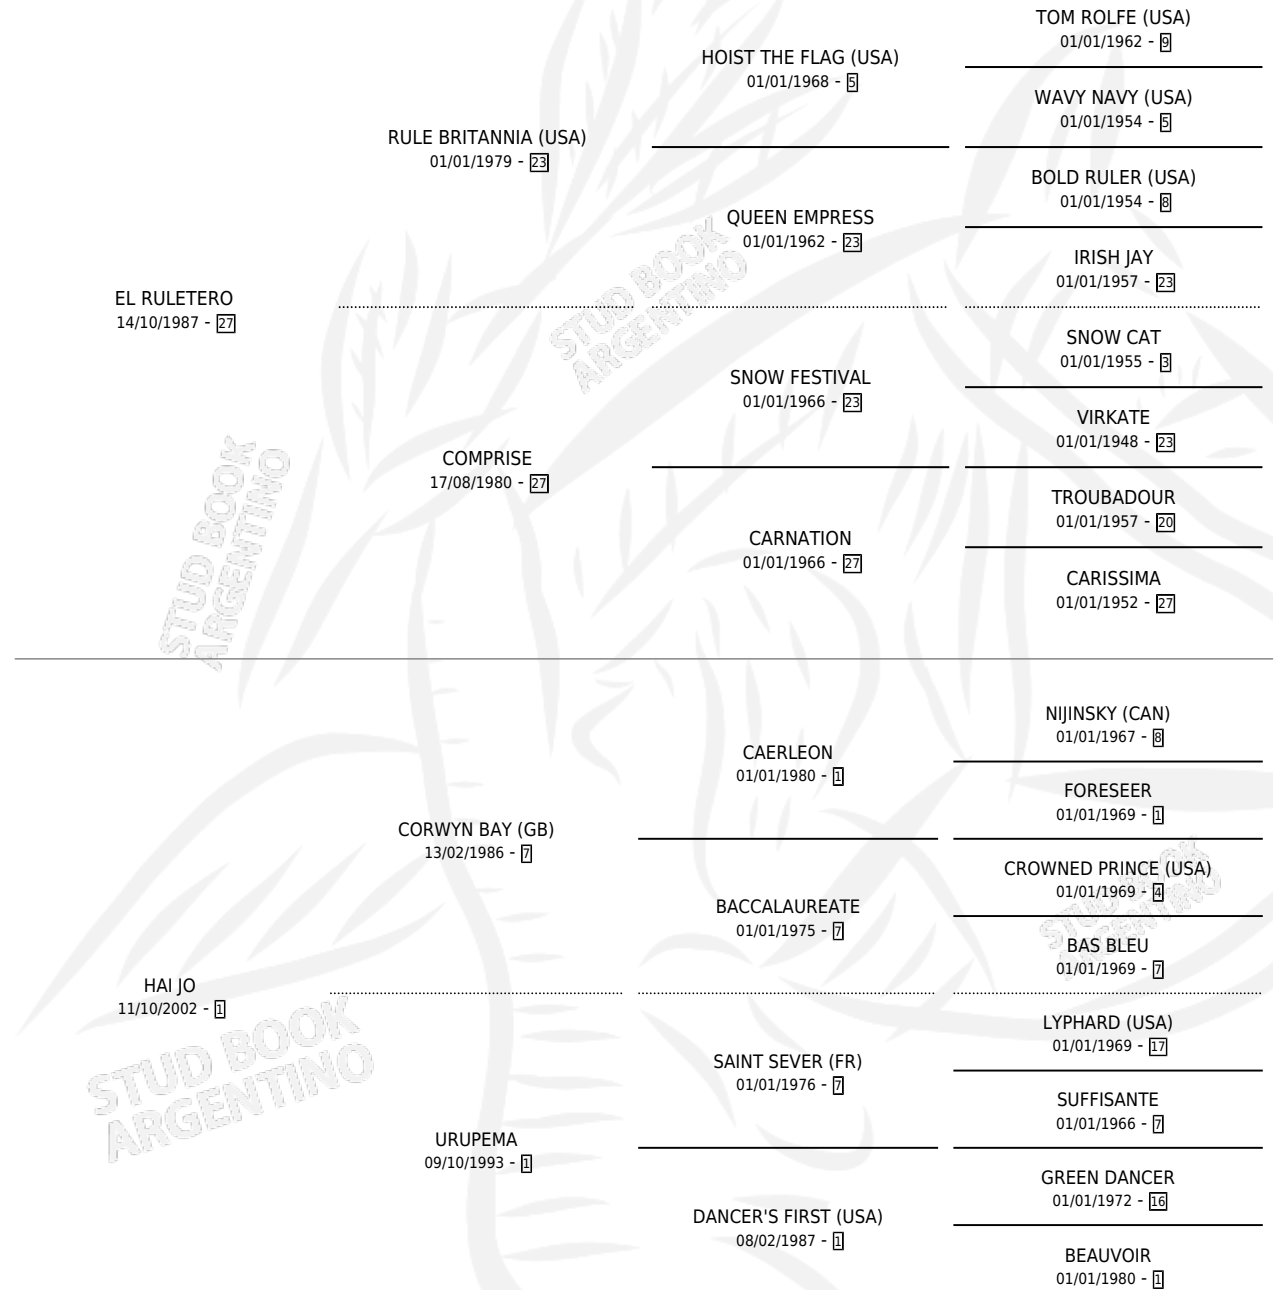 TOM ROLFE (USA)
01/01/1962 - 9
HOIST THE FLAG (USA)
01/01/1968 - 5
WAVY NAVY (USA)
01/01/1954 - 5
RULE BRITANNIA (USA)
01/01/1979 - 23
BOLD RULER (USA)
01/01/1954 - 8
QUEEN EMPRESS
01/01/1962 - 23
IRISH JAY
01/01/1957 - 23
EL RULETERO
14/10/1987 - 27
SNOW CAT
01/01/1955 - 3
SNOW FESTIVAL
01/01/1966 - 23
VIRKATE
01/01/1948 - 23
COMPRISE
17/08/1980 - 27
TROUBADOUR
01/01/1957 - 20
CARNATION
01/01/1966 - 27
CARISSIMA
01/01/1952 - 27
STUD BOOK
ARGENTINO
STUD BOOK
ARGENTINO
NIJINSKY (CAN)
01/01/1967 - 8
CAERLEON
01/01/1980 - 1
FORESEER
01/01/1969 - 1
CORWYN BAY (GB)
13/02/1986 - 7
CROWNED PRINCE (USA)
01/01/1969 - 4
BACCALAUREATE
01/01/1975 - 7
BAS BLEU
01/01/1969 - 7
HAI JO
11/10/2002 - 1
LYPHARD (USA)
01/01/1969 - 17
SAINT SEVER (FR)
01/01/1976 - 7
SUFFISANTE
01/01/1966 - 7
URUPEMA
09/10/1993 - 1
GREEN DANCER
01/01/1972 - 16
DANCER'S FIRST (USA)
08/02/1987 - 1
BEAUVOIR
01/01/1980 - 1
STUD BOOK
ARGENTINO
STUD BOOK
ARGENTINO